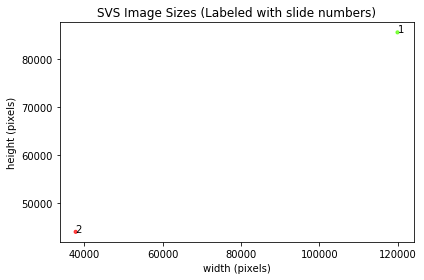 SVS Image Sizes (Labeled with slide numbers)
1
80000
70000
height (pixels)
60000
50000
2
40000 60000 80000 100000 120000
width (pixels)